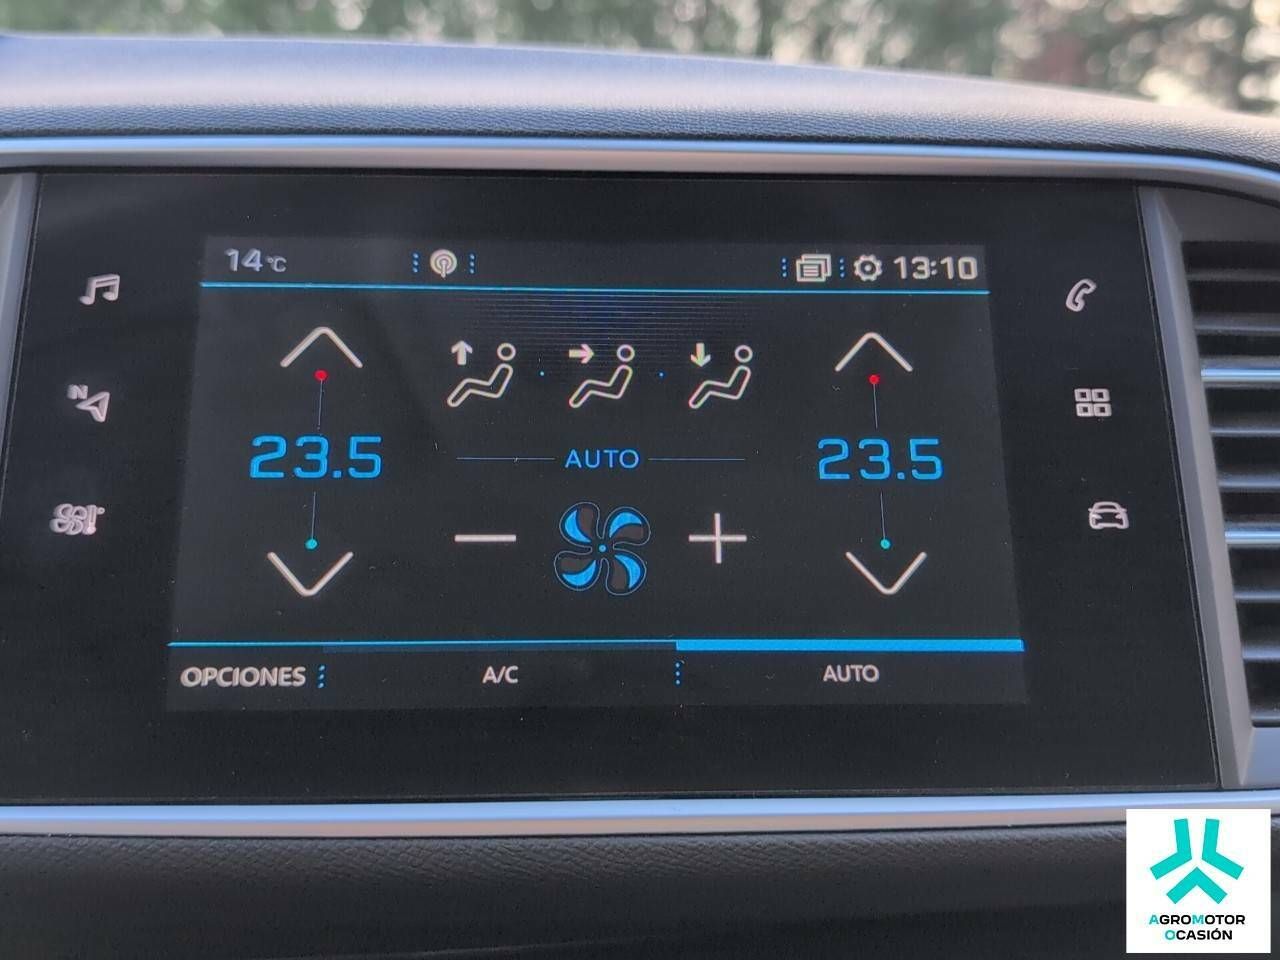 14°C
13:10
N
23.5
AUTO
23.5
OPCIONES
A/C
AUTO
AGROMOTOR
OCASIÓN